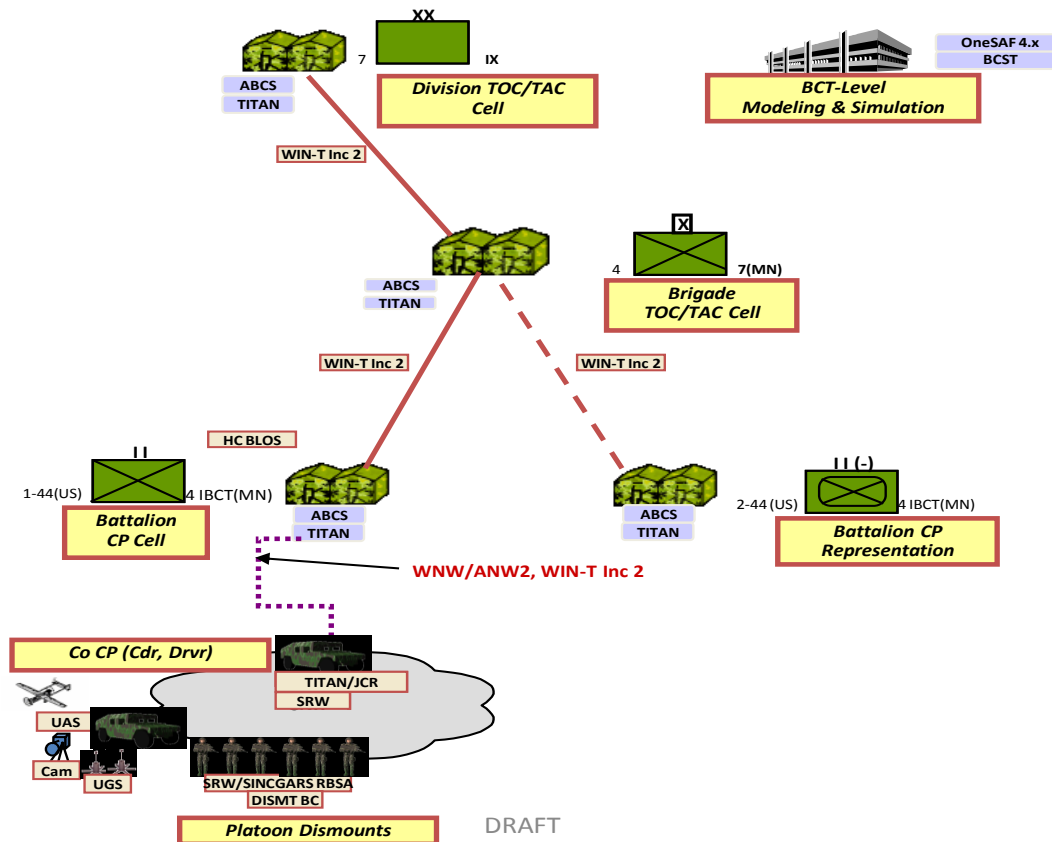 XX
7
IX
ABCS
TITAN
Division TOC/TAC
Cell
OneSAF 4.x
BCST
BCT-Level
Modeling & Simulation
WIN-T Inc 2
X
4
7(MN)
ABCS
TITAN
Brigade
TOC/TAC Cell
WIN-T Inc 2
WIN-T Inc 2
HC BLOS
I I
1-44(US)
4 IBCT(MN)
Battalion
CP Cell
ABCS
TITAN
ABCS
TITAN
I I (-)
2-44 (US)
4 IBCT(MN)
Battalion CP
Representation
WNW/ANW2, WIN-T Inc 2
Co CP (Cdr, Drvr)
TITAN/JCR
SRW
UAS
Cam
UGS
SRW/SINCGARS RBSA
DISMT BC
Platoon Dismounts
DRAFT